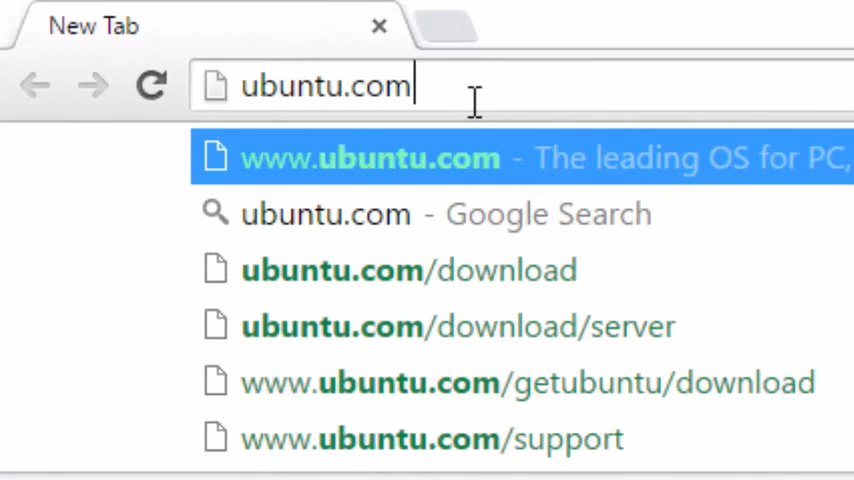 New Tab
ubuntu.com
www.ubuntu.com - The leading OS for PC,
ubuntu.com - Google Search
ubuntu.com/download
ubuntu.com/download/server
www.ubuntu.com/getubuntu/download
www.ubuntu.com/support